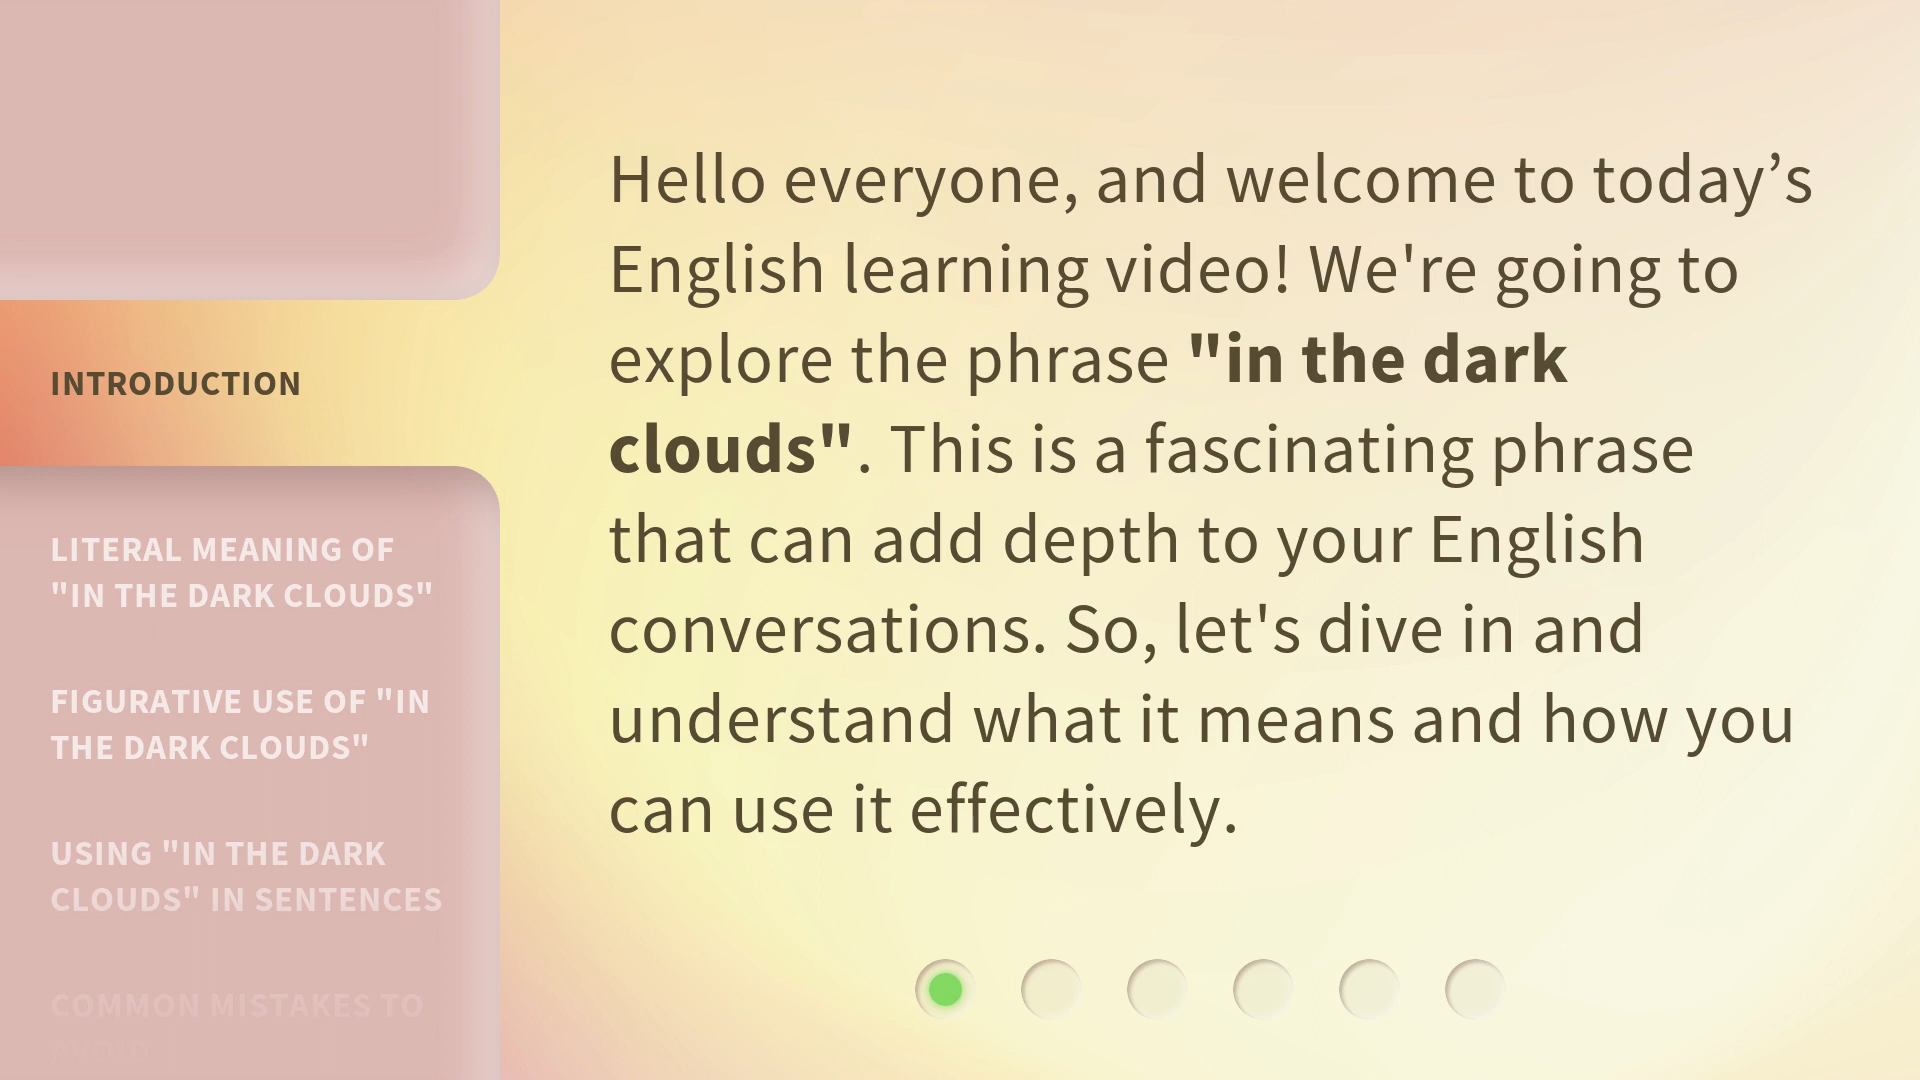 INTRODUCTION
LITERAL MEANING OF
"IN THE DARK CLOUDS"
FIGURATIVE USE OF "IN
THE DARK CLOUDS"
USING "IN THE DARK
CLOUDS" IN SENTENCES
COMMON MISTAKES TO
AVOID
Hello everyone, and welcome to today’s
English learning video! We're going to
explore the phrase "in the dark
clouds". This is a fascinating phrase
that can add depth to your English
conversations. So, let's dive in and
understand what it means and how you
can use it effectively.